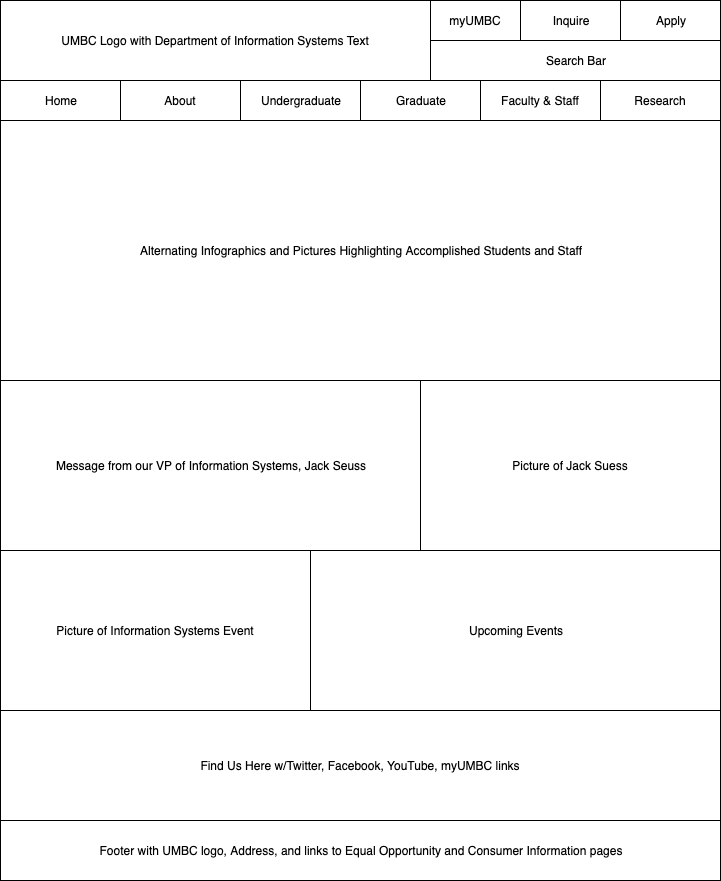 UMBC Logo with Department of Information Systems Text
myUMBC
Inquire
Apply
Search Bar
Home
About
Undergraduate
Graduate
Faculty & Staff
Research
Alternating Infographics and Pictures Highlighting Accomplished Students and Staff
Message from our VP of Information Systems, Jack Seuss
Picture of Jack Suess
Picture of Information Systems Event
Upcoming Events
Find Us Here w/Twitter, Facebook, YouTube, myUMBC links
Footer with UMBC logo, Address, and links to Equal Opportunity and Consumer Information pages